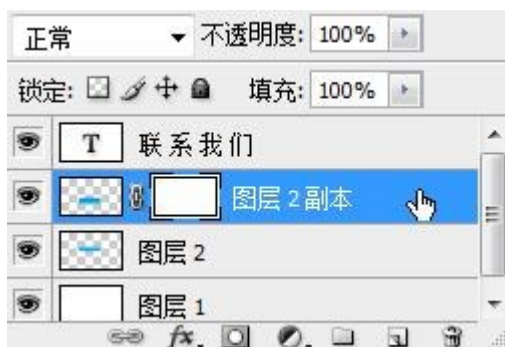 正常 不透明度: 100%
锁定: 填充: 100%
T 联系我们
图层 2副本
图层 2
图层 1
fx.